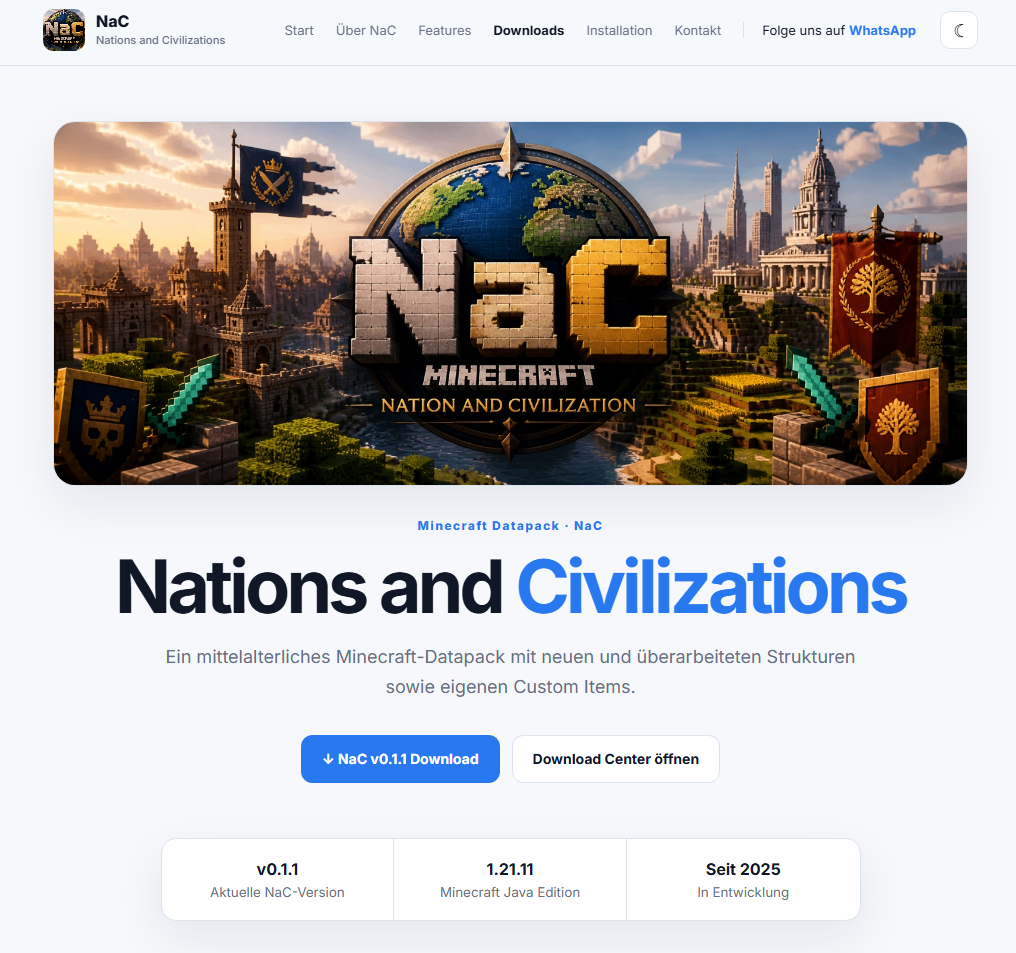 NaC
NaC
Nations and Civilizations
Start
Über NaC
Features
Downloads
Installation
Kontakt
Folge uns auf WhatsApp
NaC
MINECRAFT
NATION AND CIVILIZATION
Minecraft Datapack · NaC
Nations and Civilizations
Ein mittelalterliches Minecraft-Datapack mit neuen und überarbeiteten Strukturen
sowie eigenen Custom Items.
↓ NaC v0.1.1 Download
Download Center öffnen
v0.1.1
Aktuelle NaC-Version
1.21.11
Minecraft Java Edition
Seit 2025
In Entwicklung